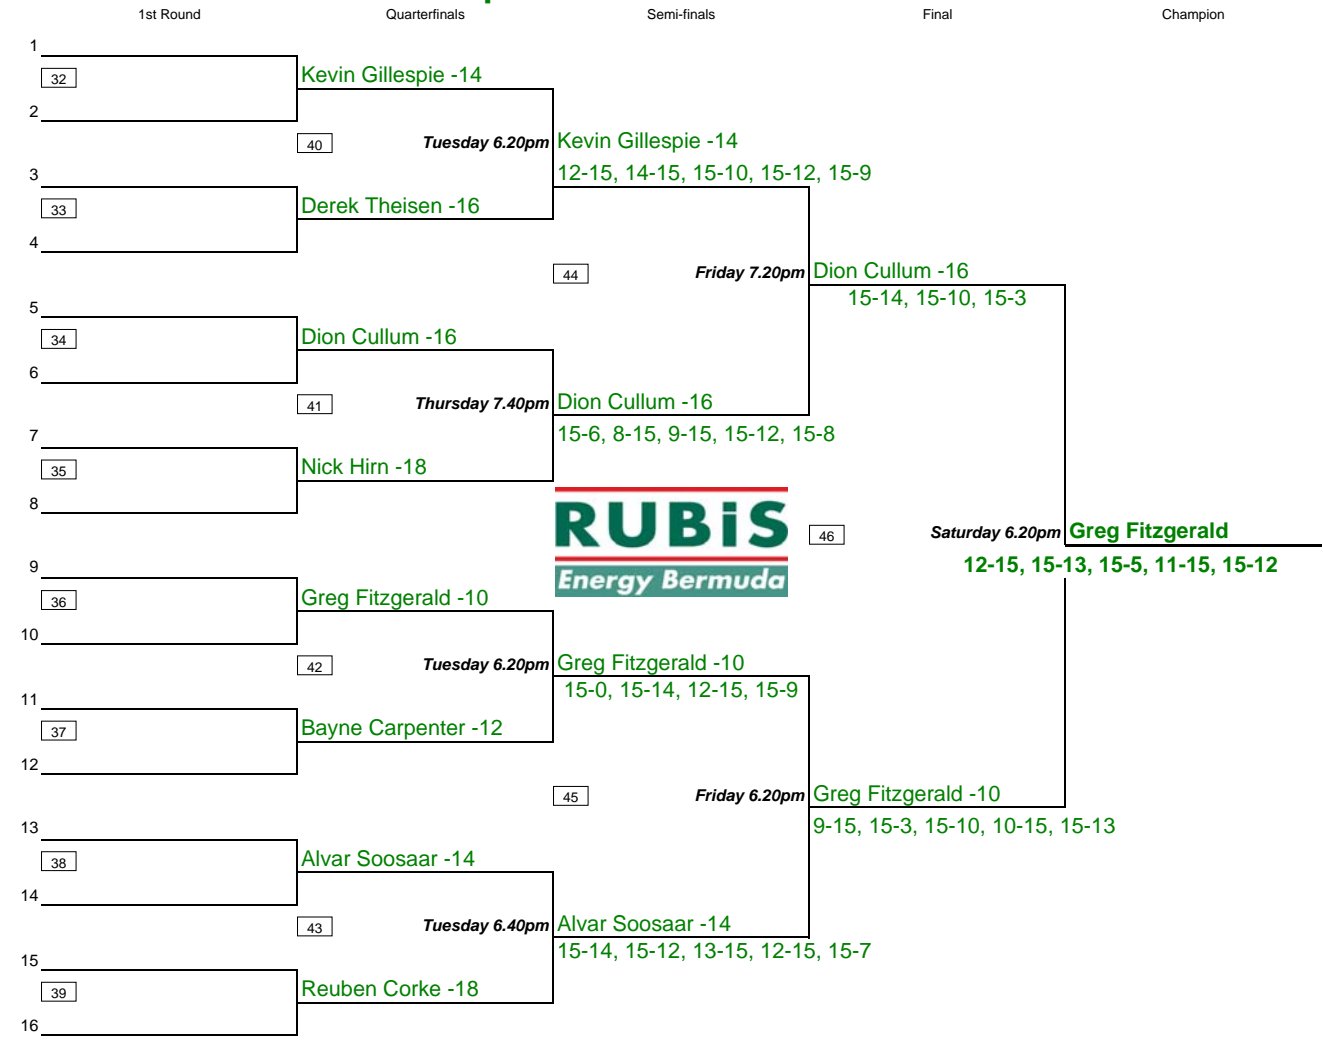 1st Round Quarterfinals Semi-finals Final Champion
1
32 Kevin Gillespie -14
2
40 Tuesday 6.20pm Kevin Gillespie -14
12-15, 14-15, 15-10, 15-12, 15-9
3
33 Derek Theisen -16
4
44 Friday 7.20pm Dion Cullum -16
15-14, 15-10, 15-3
5
34 Dion Cullum -16
6
41 Thursday 7.40pm Dion Cullum -16
15-6, 8-15, 9-15, 15-12, 15-8
7
35 Nick Hirn -18
8
RUBiS
Energy Bermuda
46 Saturday 6.20pm Greg Fitzgerald
12-15, 15-13, 15-5, 11-15, 15-12
9
36 Greg Fitzgerald -10
10
42 Tuesday 6.20pm Greg Fitzgerald -10
15-0, 15-14, 12-15, 15-9
11
37 Bayne Carpenter -12
12
45 Friday 6.20pm Greg Fitzgerald -10
9-15, 15-3, 15-10, 10-15, 15-13
13
38 Alvar Soosaar -14
14
43 Tuesday 6.40pm Alvar Soosaar -14
15-14, 15-12, 13-15, 12-15, 15-7
15
39 Reuben Corke -18
16